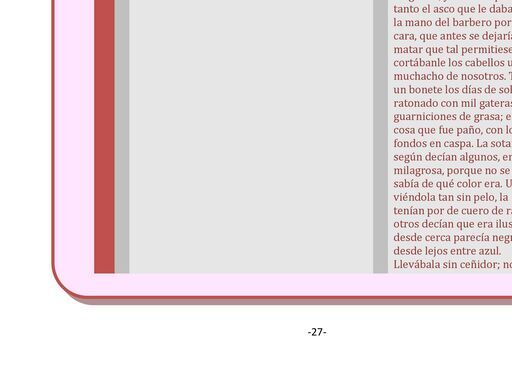 tanto el asco que le daba
la mano del barbero por
cara, que antes se dejaría
matar que tal permitiese
cortábanle los cabellos u
muchacho de nosotros. T
un bonete los días de sol
ratonado con mil gateras
guarniciones de grasa; e
cosa que fue paño, con lo
fondos en caspa. La sota
según decían algunos, er
milagrosa, porque no se
sabía de qué color era. U
viéndola tan sin pelo, la
tenían por de cuero de ra
otros decían que era ilus
desde cerca parecía negr
desde lejos entre azul.
Llevábala sin ceñidor; no
-27-